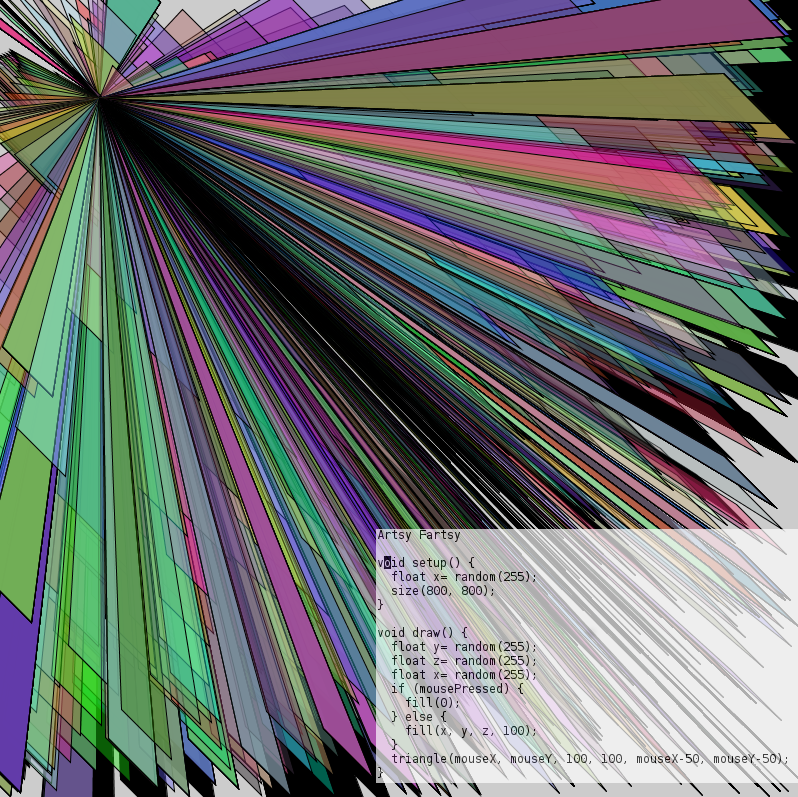 Artsy Fartsy
void setup() {
float x= random(255);
size(800, 800);
}
void draw() {
float y= random(255);
float z= random(255);
float x= random(255);
if (mousePressed) {
fill(0);
} else {
fill(x, y, z, 100);
}
triangle(mouseX, mouseY, 100, 100, mouseX-50, mouseY-50);
}